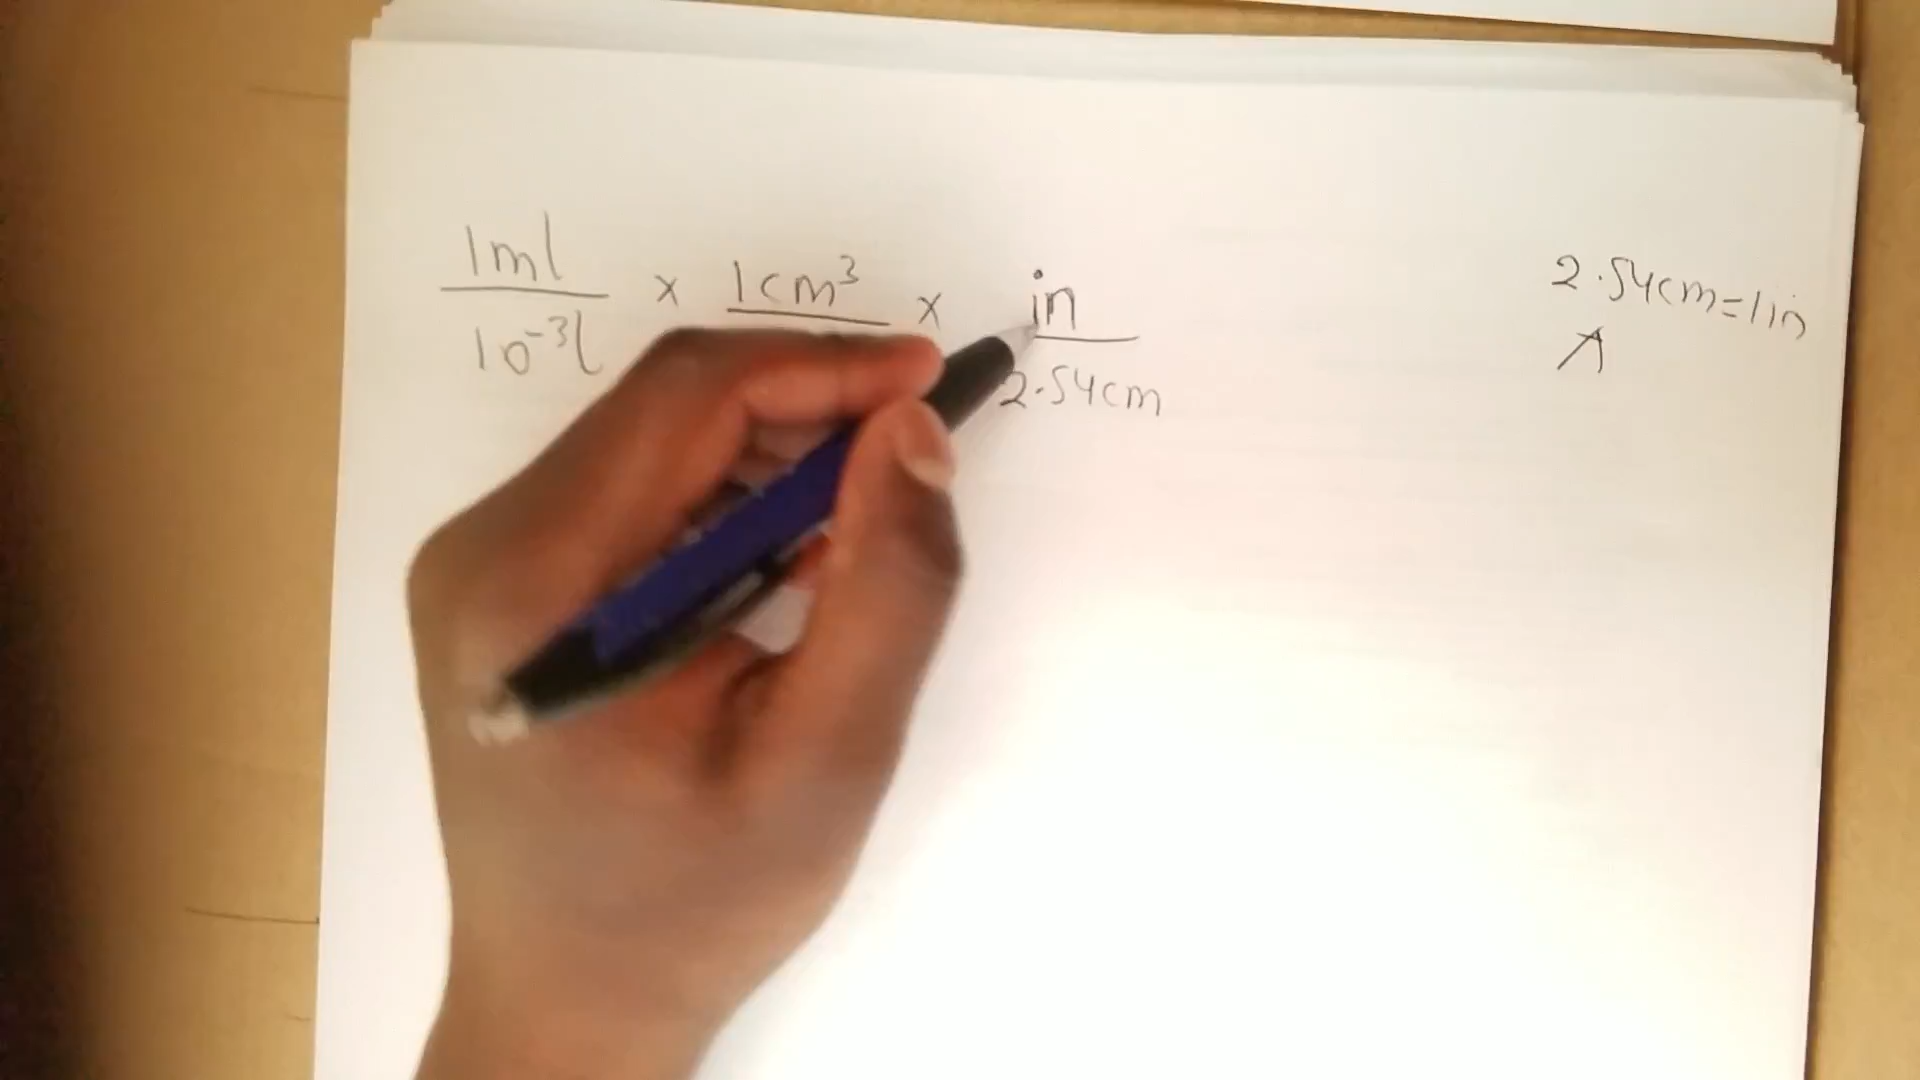 1ml × 1cm³ × in
10⁻³l 2.54cm
2.54cm=1in